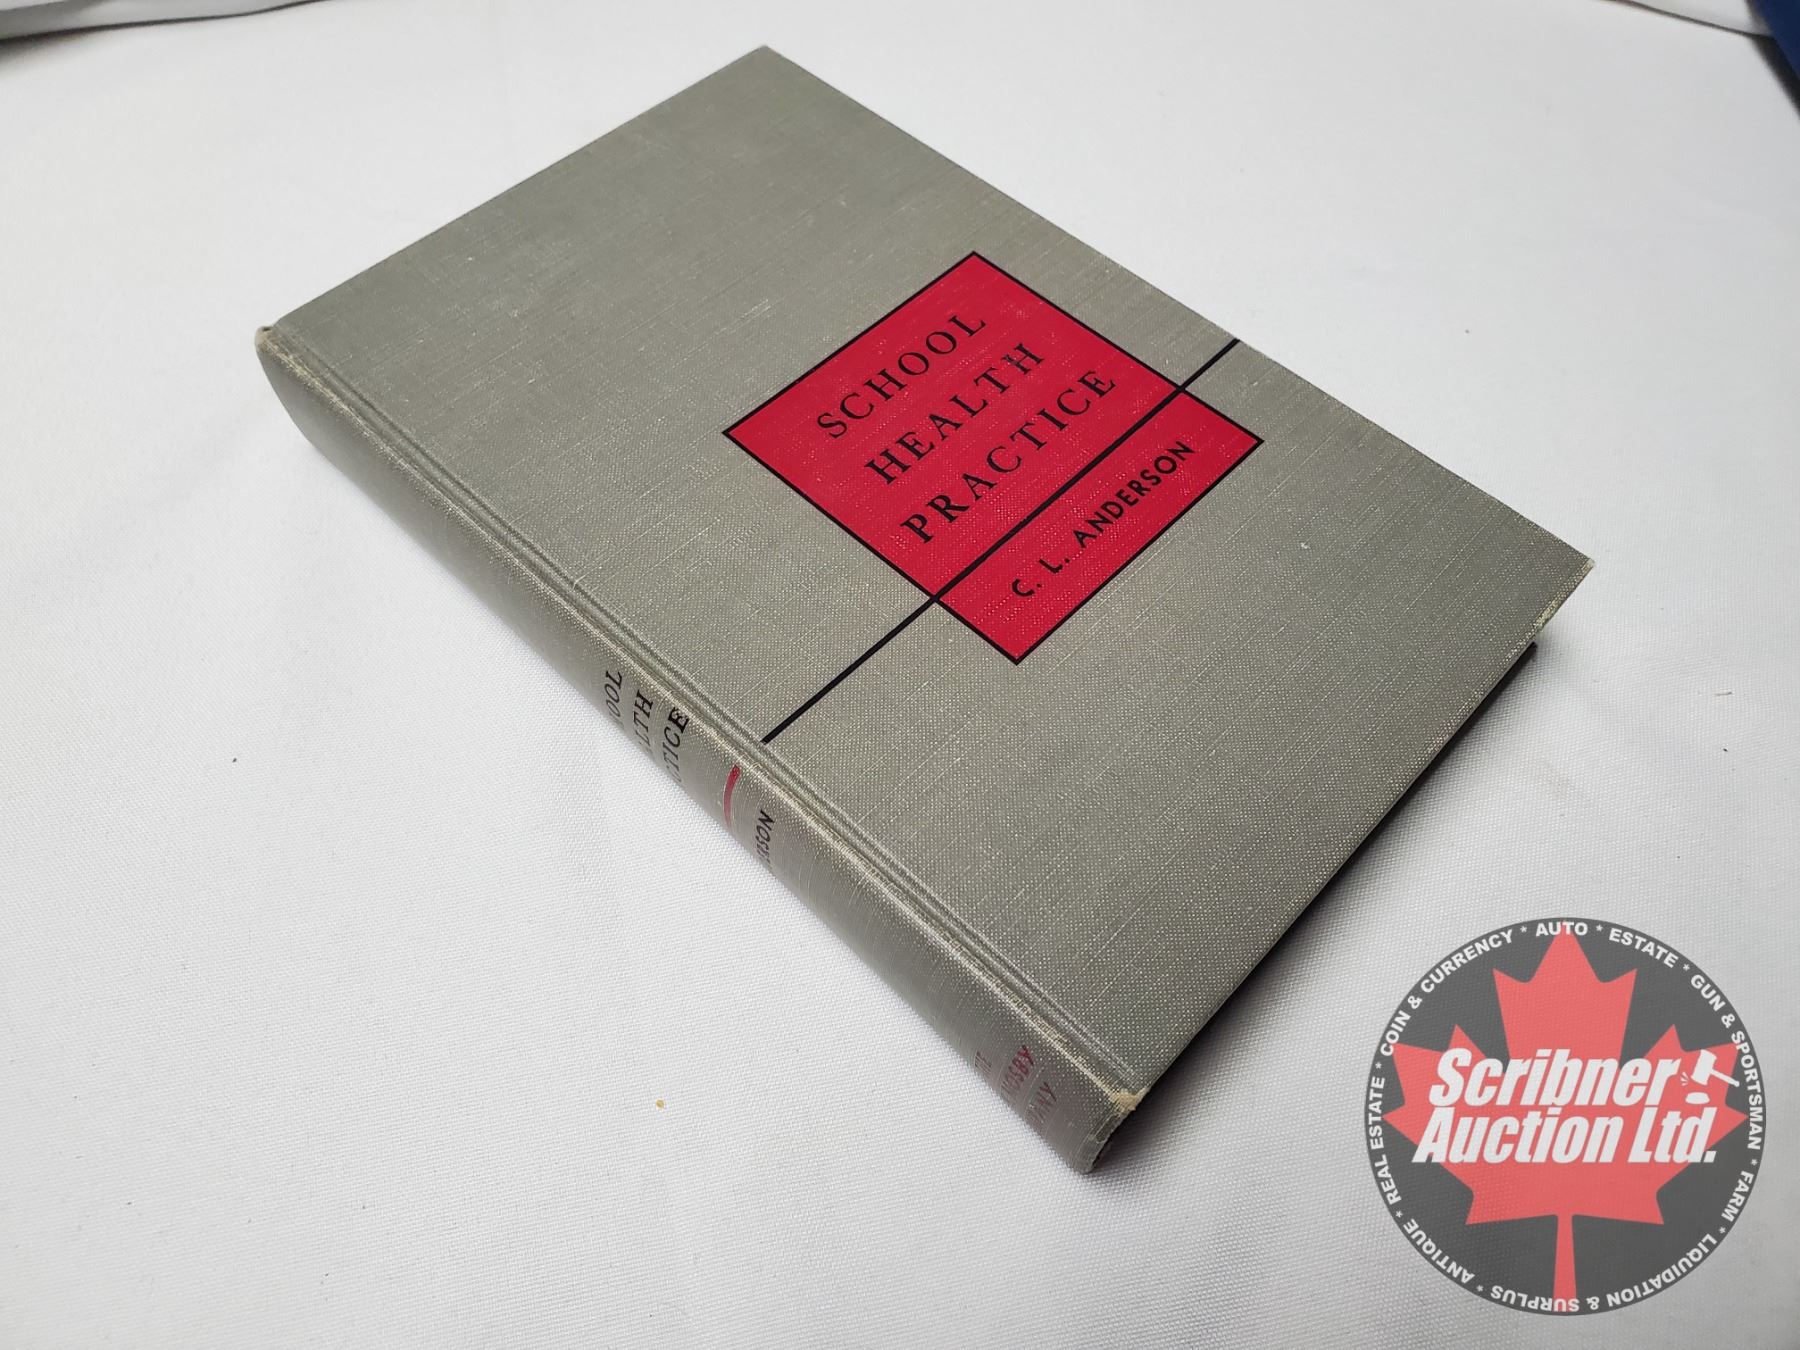 SCHOOL
HEALTH
PRACTICE
C. L. ANDERSON
Scribner
Auction Ltd.
REAL ESTATE * COIN & CURRENCY * AUTO * ESTATE * GUN & SPORTSMAN * FARM * LIQUIDATION & SURPLUS * ANTIQUE *